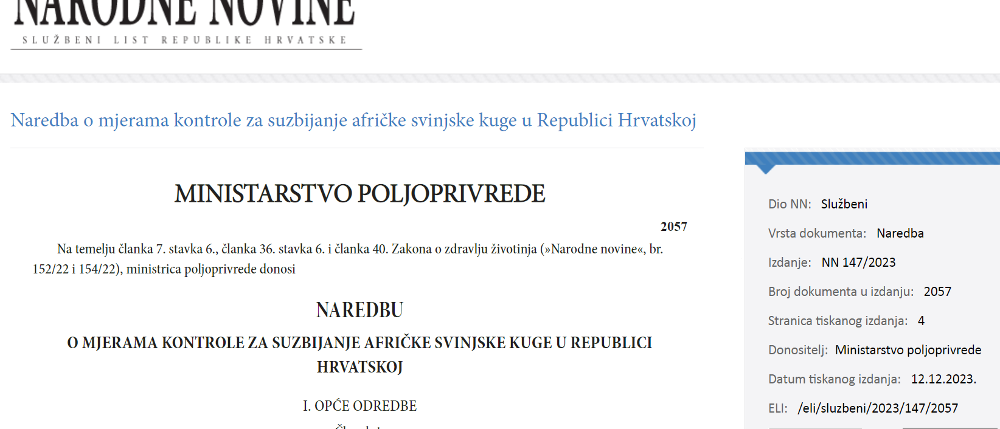 NARODNE NOVINE
SLUŽBENI LIST REPUBLIKE HRVATSKE
Naredba o mjerama kontrole za suzbijanje afričke svinjske kuge u Republici Hrvatskoj
MINISTARSTVO POLJOPRIVREDE
2057
Na temelju članka 7. stavka 6., članka 36. stavka 6. i članka 40. Zakona o zdravlju životinja (»Narodne novine«, br.
152/22 i 154/22), ministrica poljoprivrede donosi
NAREDBU
O MJERAMA KONTROLE ZA SUZBIJANJE AFRIČKE SVINJSKE KUGE U REPUBLICI
HRVATSKOJ
I. OPĆE ODREDBE
Dio NN: Službeni
Vrsta dokumenta: Naredba
Izdanje: NN 147/2023
Broj dokumenta u izdanju: 2057
Stranica tiskanog izdanja: 4
Donositelj: Ministarstvo poljoprivrede
Datum tiskanog izdanja: 12.12.2023.
ELI: /eli/sluzbeni/2023/147/2057